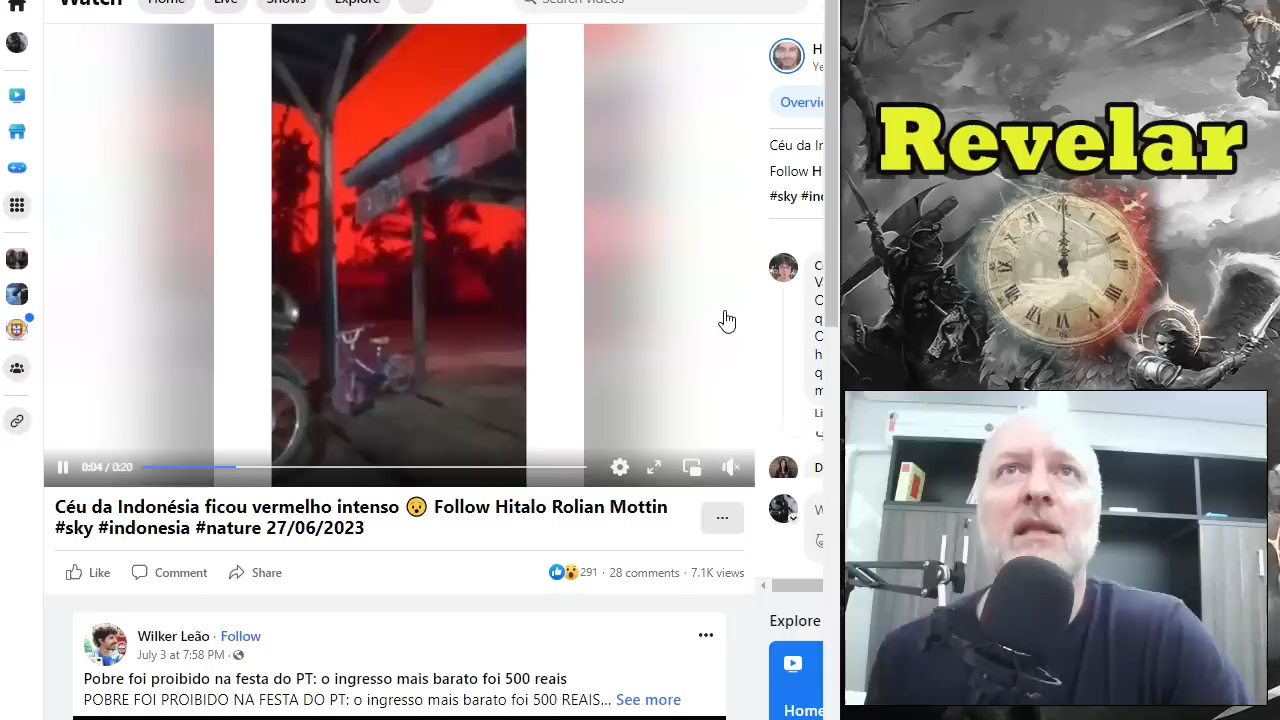 Watch
Home
Live
Shows
Explore
Search videos
Overvie
Céu da In
Follow H
#sky #ind
0:04 / 0:20
Céu da Indonésia ficou vermelho intenso 😯 Follow Hitalo Rolian Mottin
#sky #indonesia #nature 27/06/2023
Like
Comment
Share
291 · 28 comments · 7.1K views
Wilker Leão · Follow
July 3 at 7:58 PM ·
Pobre foi proibido na festa do PT: o ingresso mais barato foi 500 reais
POBRE FOI PROIBIDO NA FESTA DO PT: o ingresso mais barato foi 500 REAIS... See more
Explore
Home
Revelar